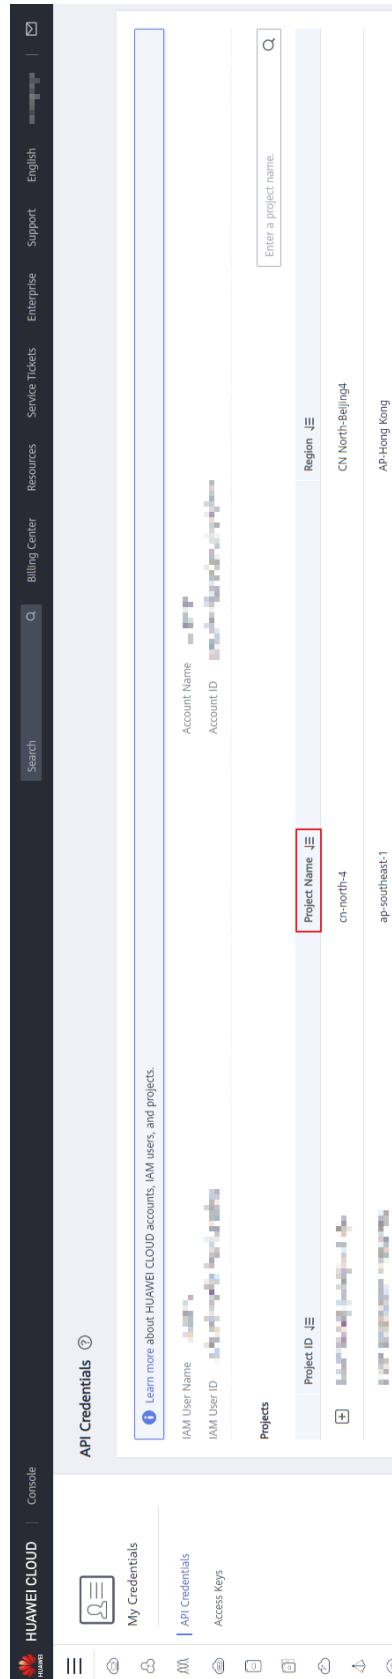 HUAWEI
HUAWEI CLOUD | Console
Search
Billing Center
Resources
Service Tickets
Enterprise
Support
English
My Credentials
API Credentials
Access Keys
API Credentials ?
i Learn more about HUAWEI CLOUD accounts, IAM users, and projects.
IAM User Name
Account Name
IAM User ID
Account ID
Projects
Enter a project name.
Project ID
Project Name
Region
cn-north-4
CN North-Beijing4
ap-southeast-1
AP-Hong Kong